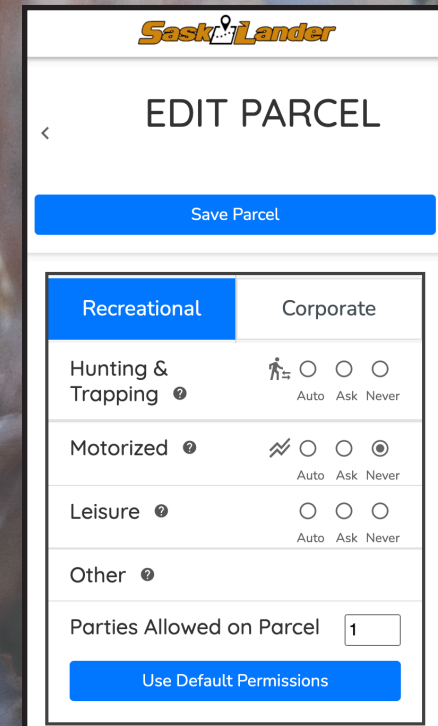 SaskLander
EDIT PARCEL
Save Parcel
Recreational
Corporate
Hunting &
Trapping
Auto Ask Never
Motorized
Auto Ask Never
Leisure
Auto Ask Never
Other
Parties Allowed on Parcel 1
Use Default Permissions